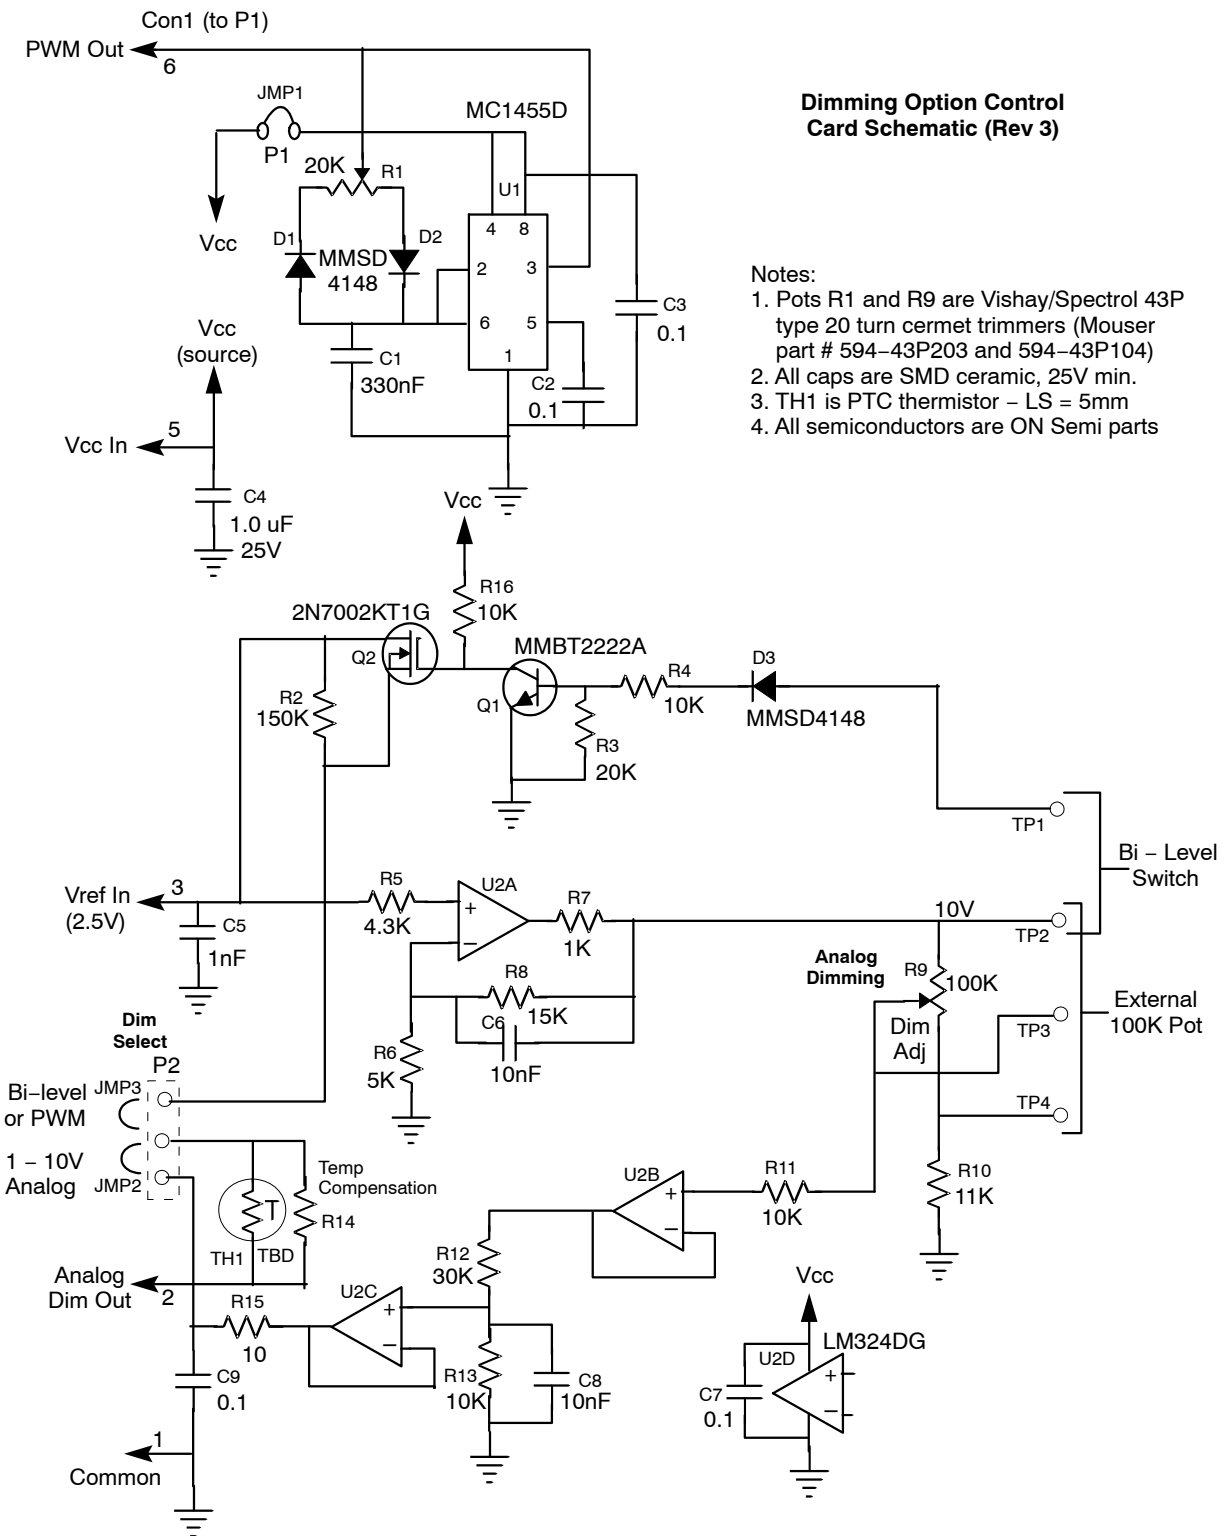 Con1 (to P1)
PWM Out
6
JMP1
P1
MC1455D
Dimming Option Control
Card Schematic (Rev 3)
20K
R1
U1
4 8
Vcc
D1
D2
MMSD
4148
2
3
6
5
1
C3
0.1
Notes:
1. Pots R1 and R9 are Vishay/Spectrol 43P
type 20 turn cermet trimmers (Mouser
part # 594−43P203 and 594−43P104)
2. All caps are SMD ceramic, 25V min.
3. TH1 is PTC thermistor − LS = 5mm
4. All semiconductors are ON Semi parts
C1
330nF
C2
0.1
Vcc
(source)
Vcc In
5
C4
1.0 uF
25V
Vcc
R16
10K
2N7002KT1G
Q2
MMBT2222A
Q1
R4
10K
D3
MMSD4148
R2
150K
R3
20K
TP1
Bi − Level
Switch
Vref In
(2.5V)
3
C5
1nF
R5
4.3K
U2A
+
−
R7
1K
10V
TP2
Analog
Dimming
R9
100K
Dim
Adj
External
100K Pot
TP3
TP4
R8
15K
C6
10nF
R6
5K
Dim
Select
P2
Bi−level
or PWM
JMP3
1 − 10V
Analog
JMP2
Temp
Compensation
T
R14
TH1
TBD
U2B
+
−
R11
10K
R10
11K
Analog
Dim Out
2
R15
10
U2C
+
−
R12
30K
R13
10K
C8
10nF
C9
0.1
1
Common
Vcc
LM324DG
U2D
+
−
C7
0.1